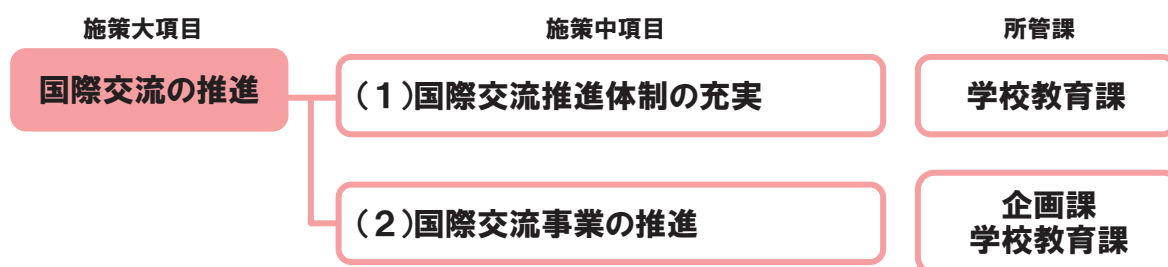 施策大項目 施策中項目 所管課
国際交流の推進 （１）国際交流推進体制の充実 学校教育課
（２）国際交流事業の推進 企画課
学校教育課